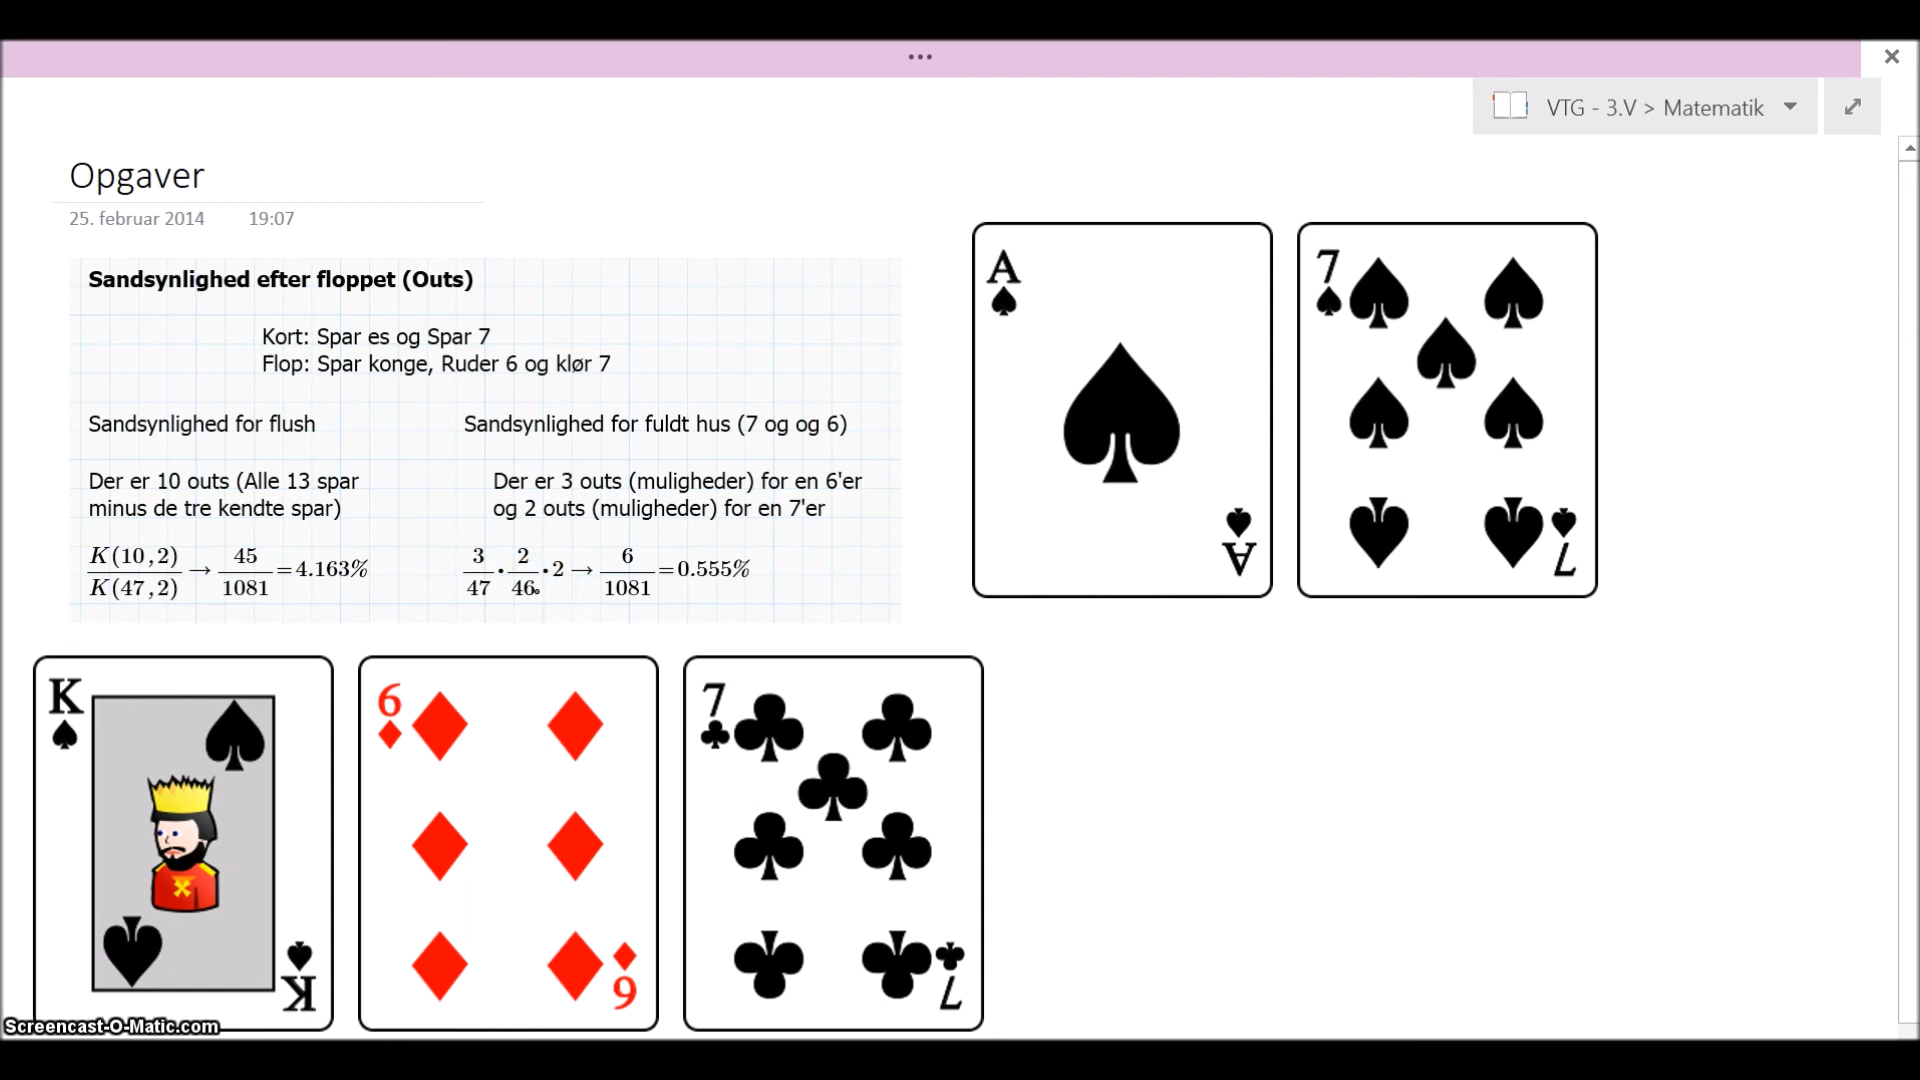 ...
VTG - 3.V > Matematik
Opgaver
25. februar 2014 19:07
Sandsynlighed efter floppet (Outs)
Kort: Spar es og Spar 7
Flop: Spar konge, Ruder 6 og klør 7
Sandsynlighed for flush
Der er 10 outs (Alle 13 spar
minus de tre kendte spar)
K(10,2)/K(47,2) → 45/1081 = 4.163%
Sandsynlighed for fuldt hus (7 og og 6)
Der er 3 outs (muligheder) for en 6'er
og 2 outs (muligheder) for en 7'er
3/47 · 2/46 · 2 → 6/1081 = 0.555%
A
A
7
7
K
K
6
6
7
7
Screencast-O-Matic.com